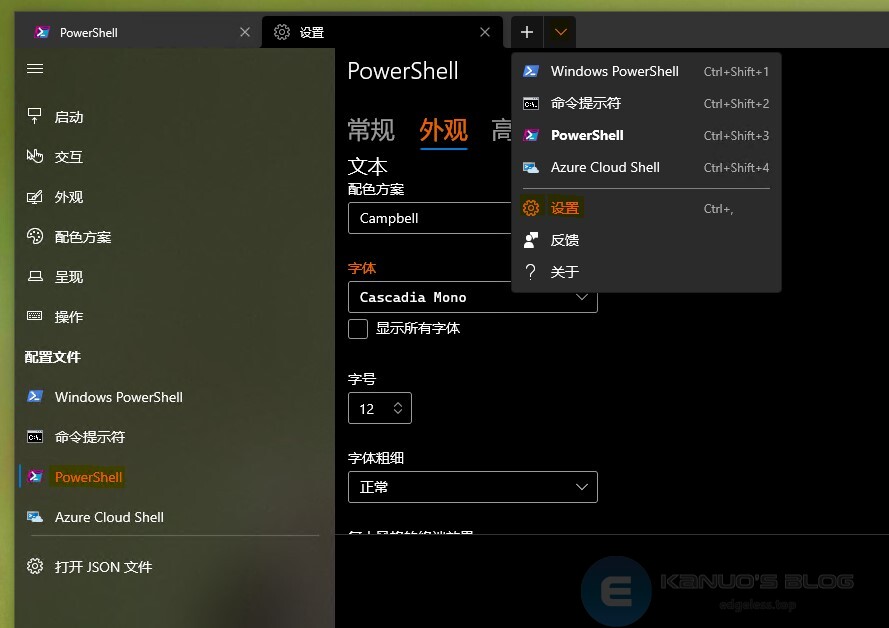 PowerShell
设置
启动
交互
外观
配色方案
呈现
操作
配置文件
Windows PowerShell
命令提示符
PowerShell
Azure Cloud Shell
打开 JSON 文件
PowerShell
常规 外观 高
文本
配色方案
Campbell
字体
Cascadia Mono
显示所有字体
字号
12
字体粗细
正常
Windows PowerShell Ctrl+Shift+1
命令提示符 Ctrl+Shift+2
PowerShell Ctrl+Shift+3
Azure Cloud Shell Ctrl+Shift+4
设置 Ctrl+,
反馈
关于
KANUO'S BLOG
edgeless.top